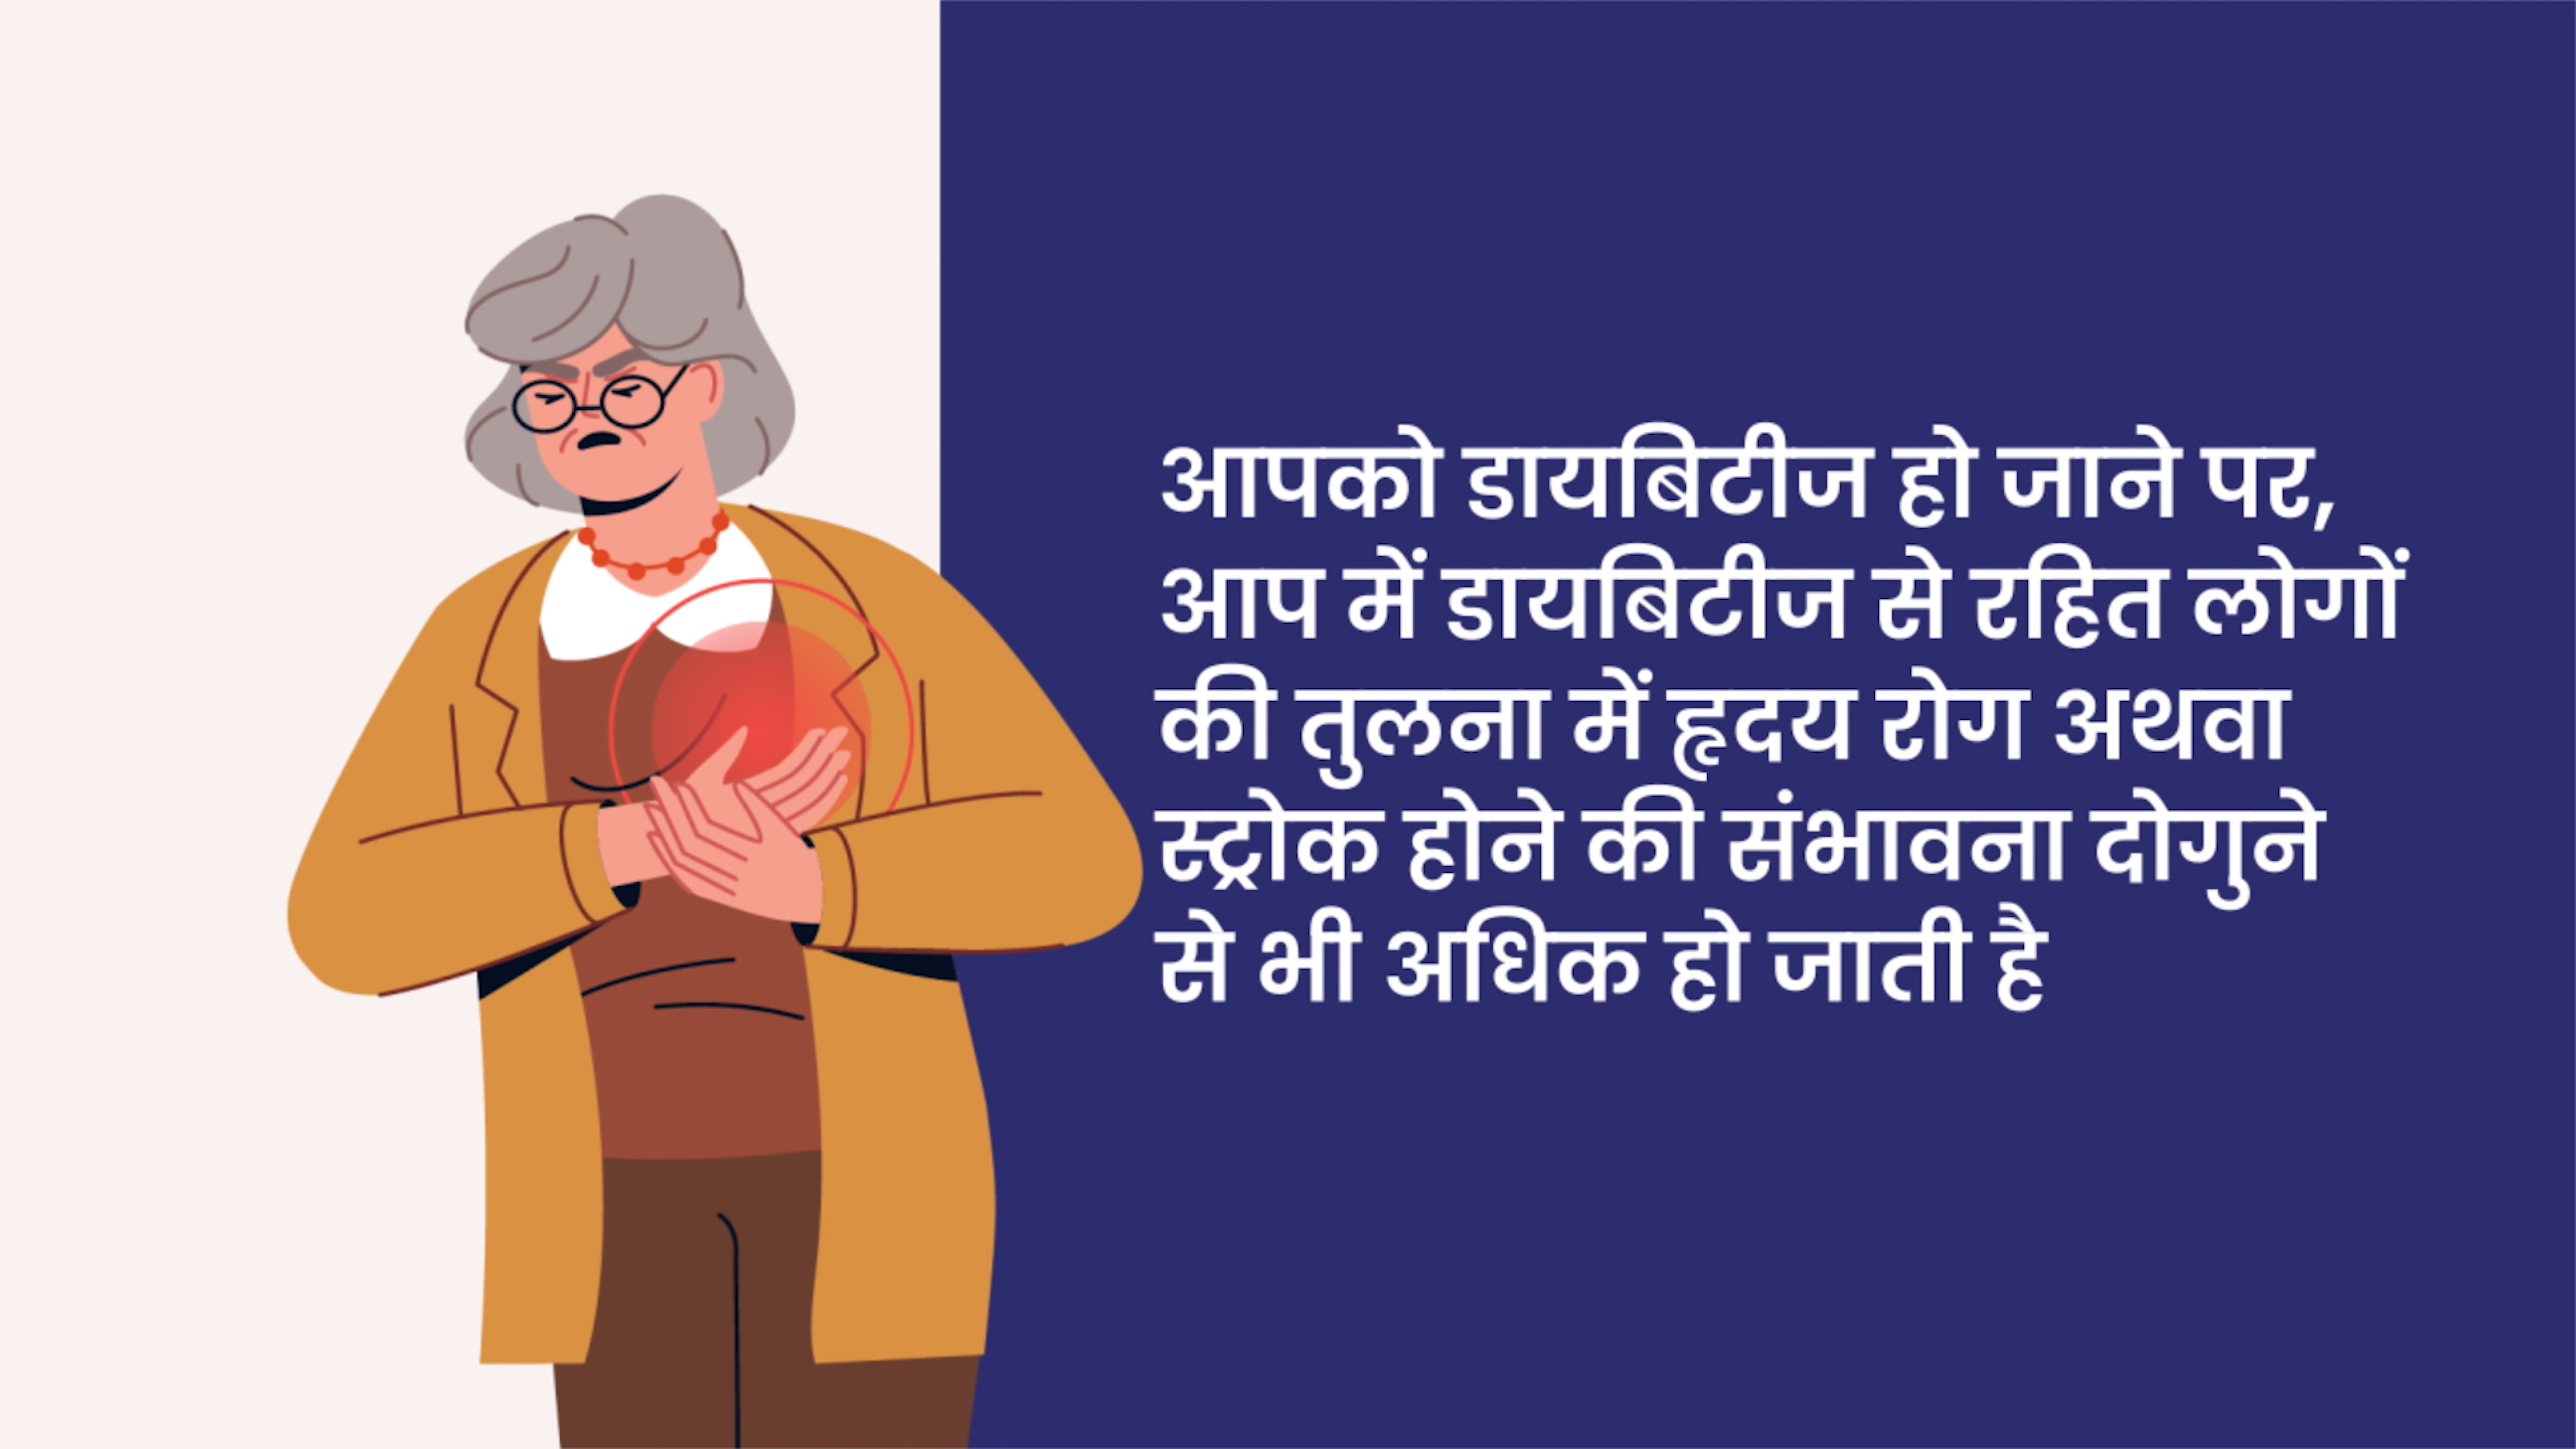 आपको डायबिटीज हो जाने पर,
आप में डायबिटीज से रहित लोगों
की तुलना में हृदय रोग अथवा
स्ट्रोक होने की संभावना दोगुने
से भी अधिक हो जाती है